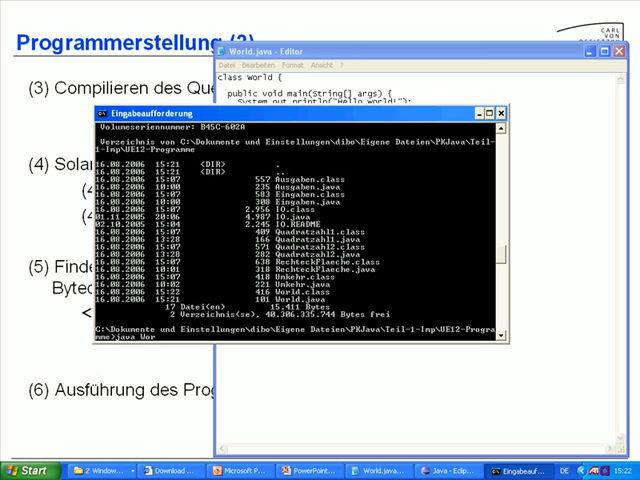 Programmerstellung (2)
CARL
VON
World.java - Editor
Datei Bearbeiten Format Ansicht ?
class World {
(3) Compilieren des Que
public void main(String[] args) {
System.out.println("Hello world!");
Eingabeaufforderung
Volumeseriennummer: B45C-602A
Verzeichnis von C:\Dokumente und Einstellungen\dibo\Eigene Dateien\PKJava\Teil-
1-Imp\UE12-Programme
16.08.2006 15:21 <DIR> .
16.08.2006 15:21 <DIR> ..
16.08.2006 15:07 557 Ausgaben.class
16.08.2006 10:00 235 Ausgaben.java
16.08.2006 15:07 583 Eingaben.class
16.08.2006 10:00 308 Eingaben.java
16.08.2006 15:07 2.956 IO.class
01.11.2005 20:06 4.987 IO.java
02.10.2005 15:04 2.245 IO.README
16.08.2006 15:07 409 Quadratzahl1.class
16.08.2006 13:28 166 Quadratzahl1.java
16.08.2006 15:07 571 Quadratzahl2.class
16.08.2006 13:28 282 Quadratzahl2.java
16.08.2006 15:07 638 RechteckFlaeche.class
16.08.2006 10:01 318 RechteckFlaeche.java
16.08.2006 15:07 418 Umkehr.class
16.08.2006 10:02 221 Umkehr.java
16.08.2006 15:22 416 World.class
16.08.2006 15:21 101 World.java
17 Datei(en) 15.411 Bytes
2 Verzeichnis(se), 40.306.335.744 Bytes frei
C:\Dokumente und Einstellungen\dibo\Eigene Dateien\PKJava\Teil-1-Imp\UE12-Progra
mme>java Wor
(4) Sola
(4
(4
(5) Finde
Bytec
<
(6) Ausführung des Prog
Start
2 Window...
Download ...
Microsoft P...
PowerPoint...
World.java...
Java - Eclip...
Eingabeauf...
DE
15:22